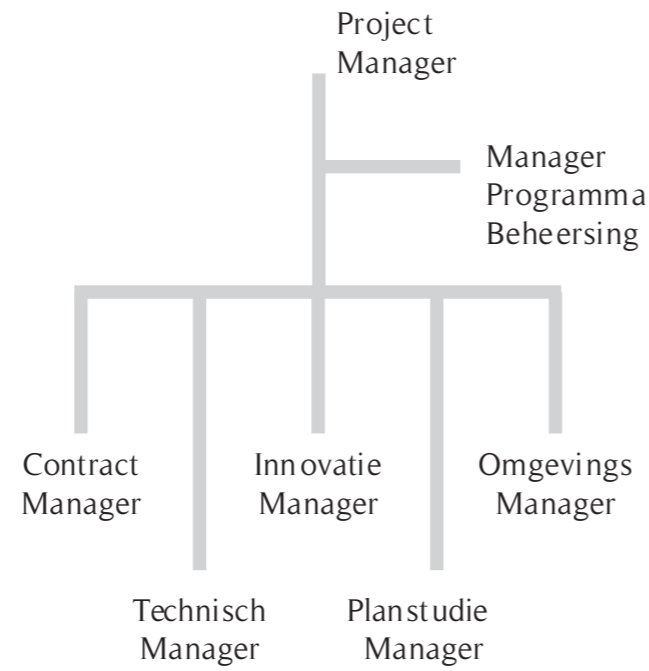 Project
Manager
Manager
Programma
Beheersing
Contract
Manager
Innovatie
Manager
Omgevings
Manager
Technisch
Manager
Planstudie
Manager